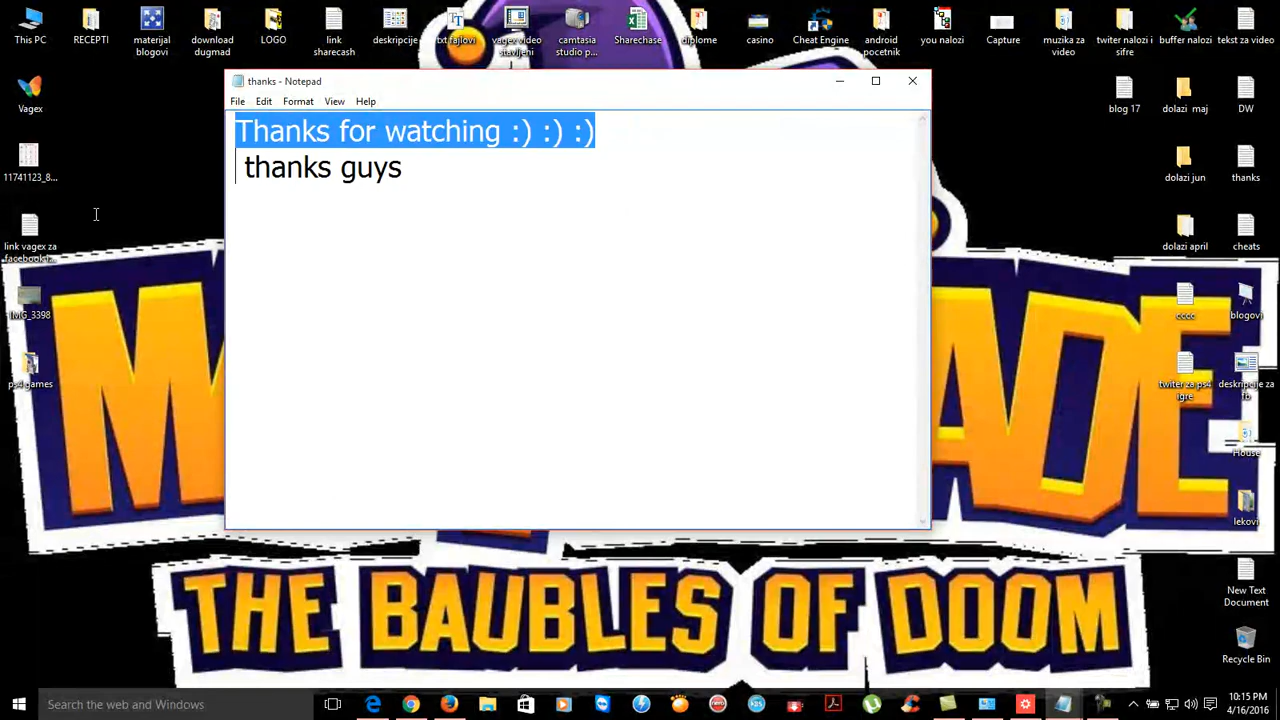 This PC
RECEPTI
materijal blogovi
download dugmad
LOGO
link sharecash
deskripcije
txt fajlovi
vagex video stavljeni
camtasia studio p...
Sharechase
diplome
casino
Cheat Engine
android pocetnik
you nalozi
Capture
muzika za video
twiter nalozi i sifre
buffer nalozi
tekst za video
Vagex
11741123_8...
link vagex za facebook i...
IMG_3398
ps4 games
thanks - Notepad
File Edit Format View Help
Thanks for watching :) :) :)
thanks guys
blog 17
dolazi maj
DW
dolazi jun
thanks
dolazi april
cheats
cccc
blogovi
twiter za ps4 igre
deskripcije za fb
House
lekovi
New Text Document
Recycle Bin
THE BAUBLES OF DOOM
Search the web and Windows
10:15 PM
4/16/2016